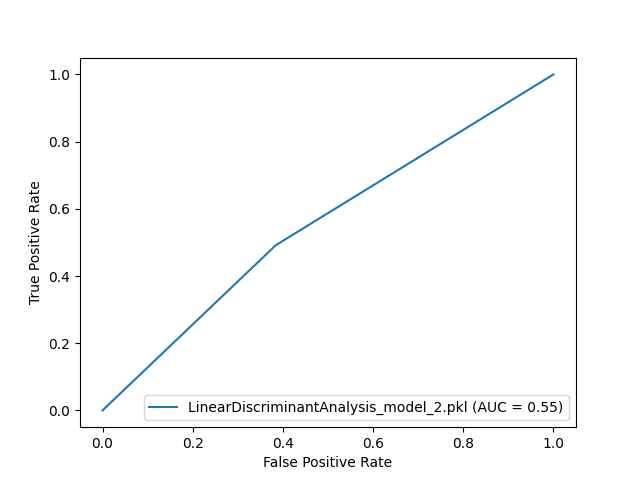 1.0
0.8
0.6
0.4
0.2
0.0
True Positive Rate
LinearDiscriminantAnalysis_model_2.pkl (AUC = 0.55)
0.0 0.2 0.4 0.6 0.8 1.0
False Positive Rate